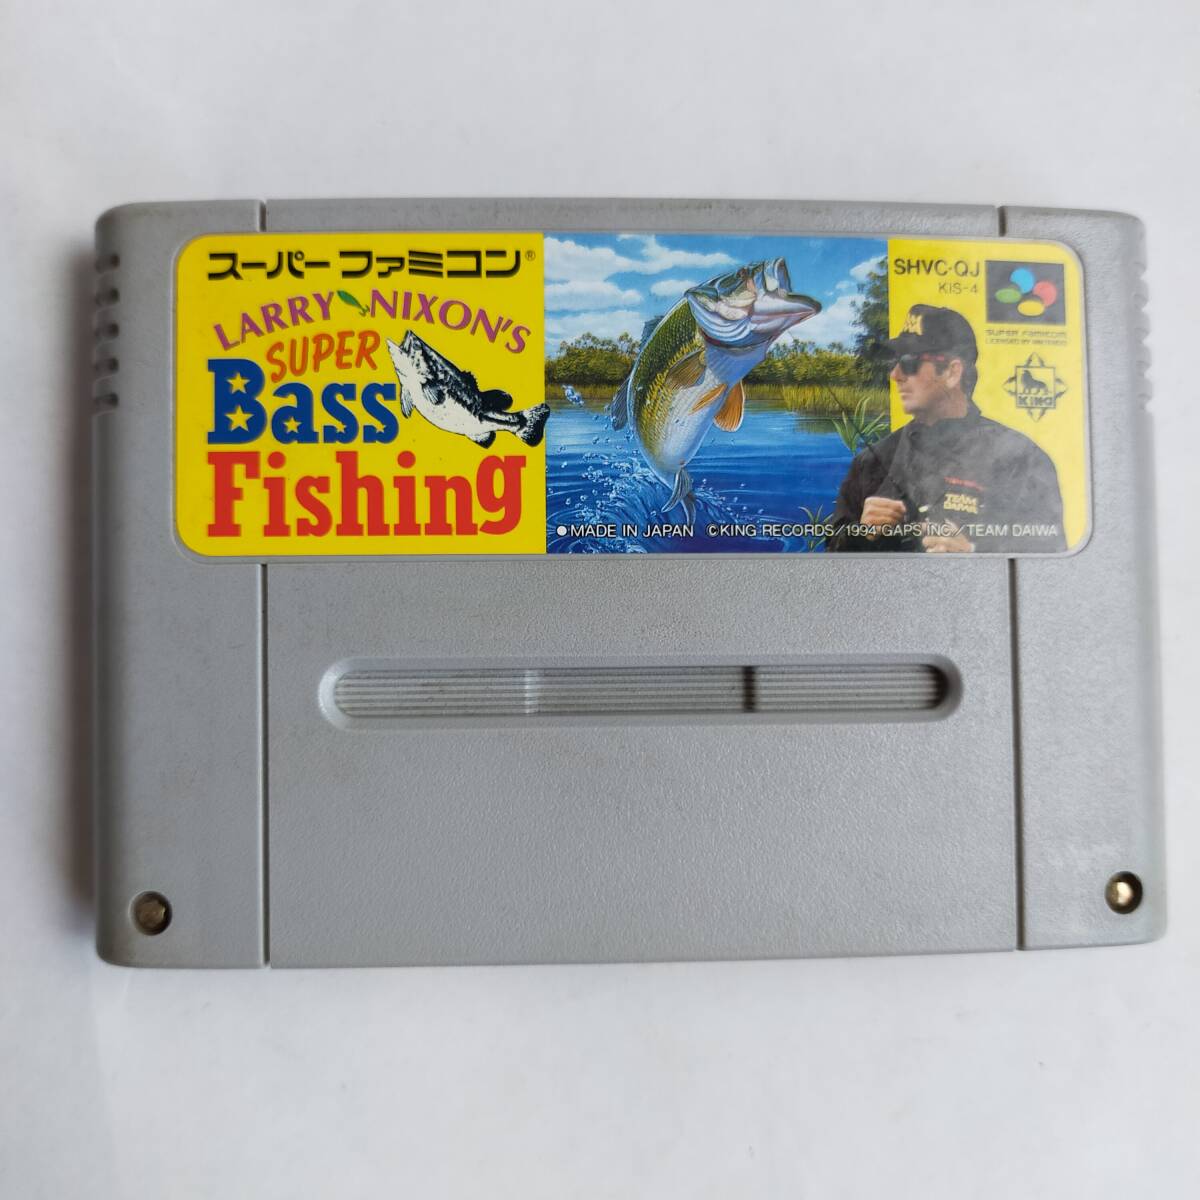 スーパー ファミコン®
LARRY NIXON'S
SUPER
Bass
Fishing
SHVC-QJ
KIS-4
SUPER FAMICOM
LICENSED BY NINTENDO
KING
TEAM
DAIWA
●MADE IN JAPAN ©KING RECORDS/1994 GAPS INC./TEAM DAIWA